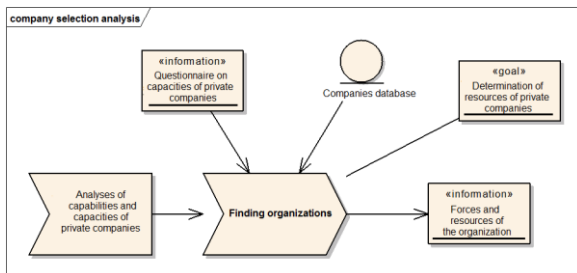 company selection analysis
«information»
Questionnaire on
capacities of private
companies
Companies database
«goal»
Determination of
resources of private
companies
Analyses of
capabilities and
capacities of
private companies
Finding organizations
«information»
Forces and
resources of
the organization